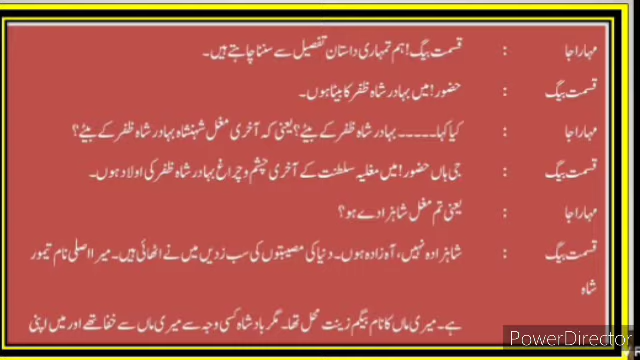 مہاراجا : قسمت بیگ! ہم تمہاری داستان تفصیل سے سننا چاہتے ہیں۔
قسمت بیگ : حضور! میں بہادر شاہ ظفر کا بیٹا ہوں۔
مہاراجا : کیا کہا۔۔۔۔۔ بہادر شاہ ظفر کے بیٹے؟ یعنی کہ آخری مغل شہنشاہ بہادر شاہ ظفر کے بیٹے؟
قسمت بیگ : جی ہاں حضور! میں مغلیہ سلطنت کے آخری چشم و چراغ بہادر شاہ ظفر کی اولاد ہوں۔
مہاراجا : یعنی تم مغل شاہزادے ہو؟
قسمت بیگ : شاہزادہ نہیں، آہ زادہ ہوں۔ دنیا کی مصیبتوں کی سب زدیں میں نے اٹھائی ہیں۔ میرا اصلی نام تیمور
شاہ
ہے۔ میری ماں کا نام بیگم زینت محل تھا۔ مگر بادشاہ کسی وجہ سے میری ماں سے خفا تھے اور میں اپنی
PowerDirector